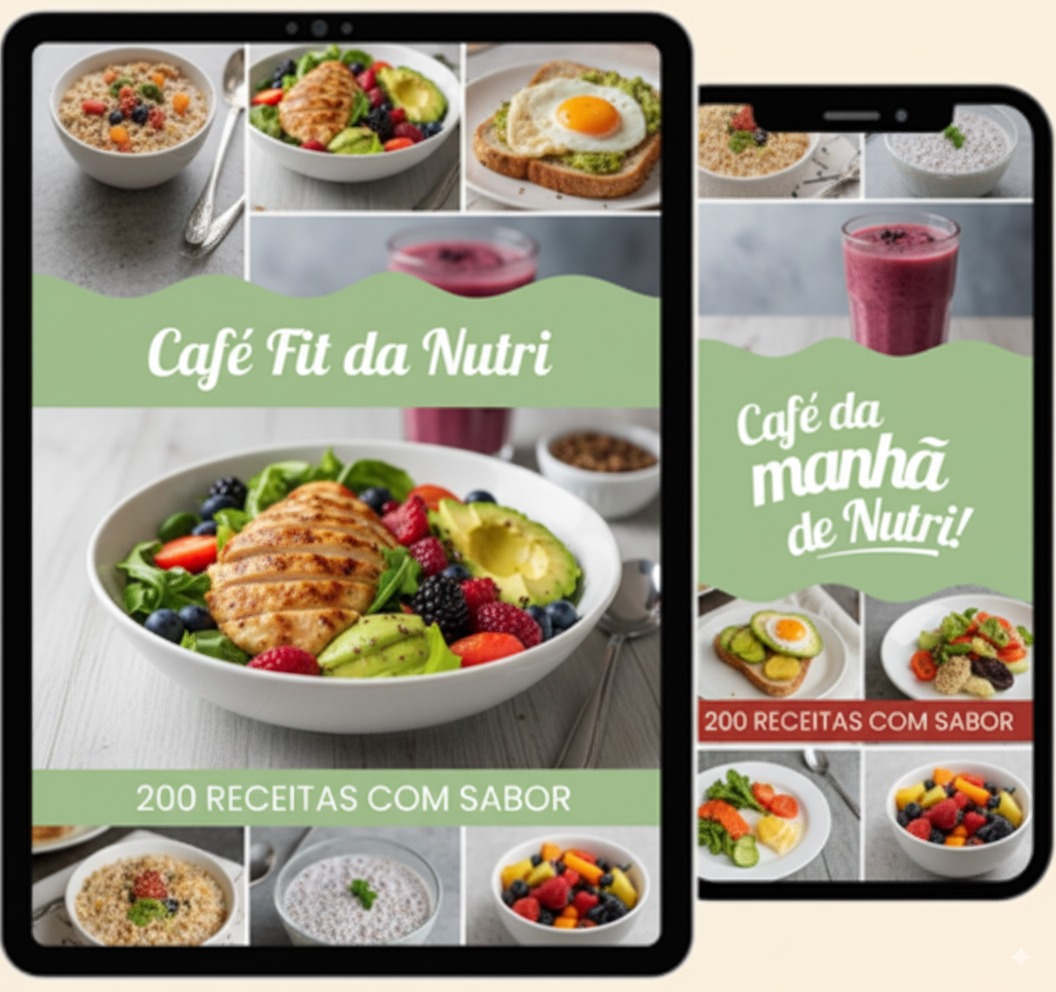 Café Fit da Nutri
200 RECEITAS COM SABOR
Café da
manhã
de Nutri!
200 RECEITAS COM SABOR